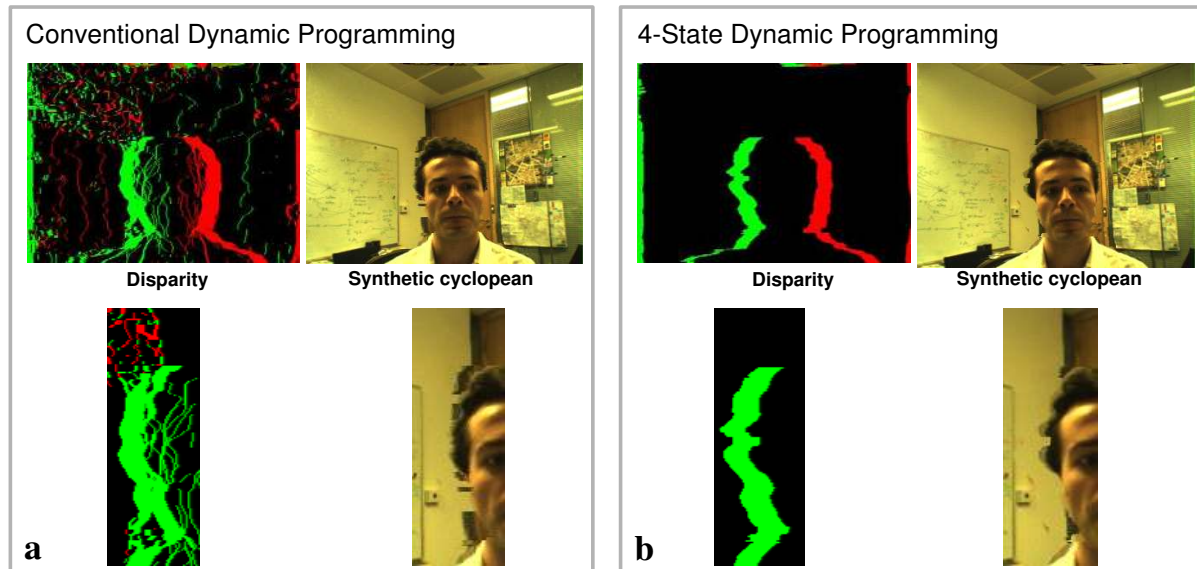 Conventional Dynamic Programming
Disparity
Synthetic cyclopean
a
4-State Dynamic Programming
Disparity
Synthetic cyclopean
b